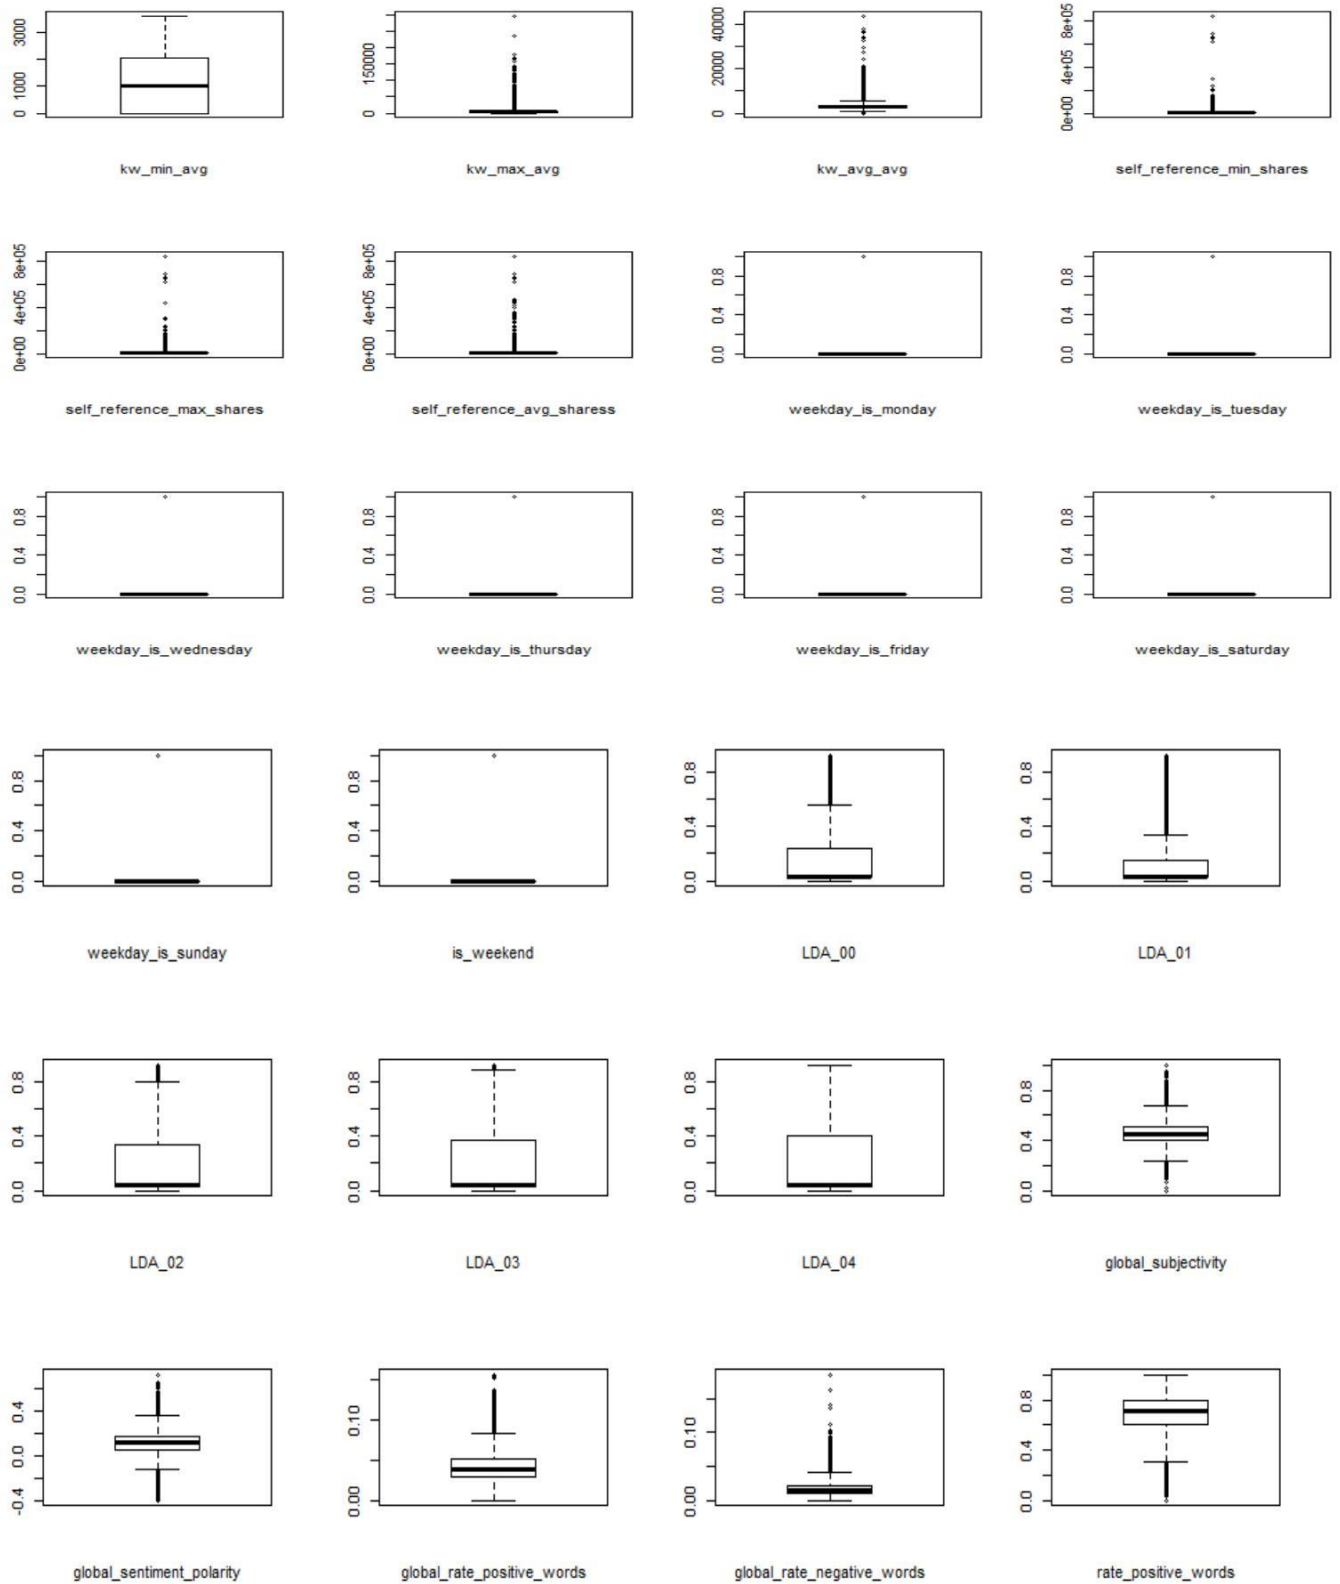 3000
1000
0
kw_min_avg
150000
0
kw_max_avg
40000
20000
0
kw_avg_avg
8e+05
4e+05
0e+00
self_reference_min_shares
8e+05
4e+05
0e+00
self_reference_max_shares
8e+05
4e+05
0e+00
self_reference_avg_sharess
0.8
0.4
0.0
weekday_is_monday
0.8
0.4
0.0
weekday_is_tuesday
0.8
0.4
0.0
weekday_is_wednesday
0.8
0.4
0.0
weekday_is_thursday
0.8
0.4
0.0
weekday_is_friday
0.8
0.4
0.0
weekday_is_saturday
0.8
0.4
0.0
weekday_is_sunday
0.8
0.4
0.0
is_weekend
0.8
0.4
0.0
LDA_00
0.8
0.4
0.0
LDA_01
0.8
0.4
0.0
LDA_02
0.8
0.4
0.0
LDA_03
0.8
0.4
0.0
LDA_04
0.8
0.4
0.0
global_subjectivity
0.4
0.0
-0.4
global_sentiment_polarity
0.10
0.00
global_rate_positive_words
0.10
0.00
global_rate_negative_words
0.8
0.4
0.0
rate_positive_words